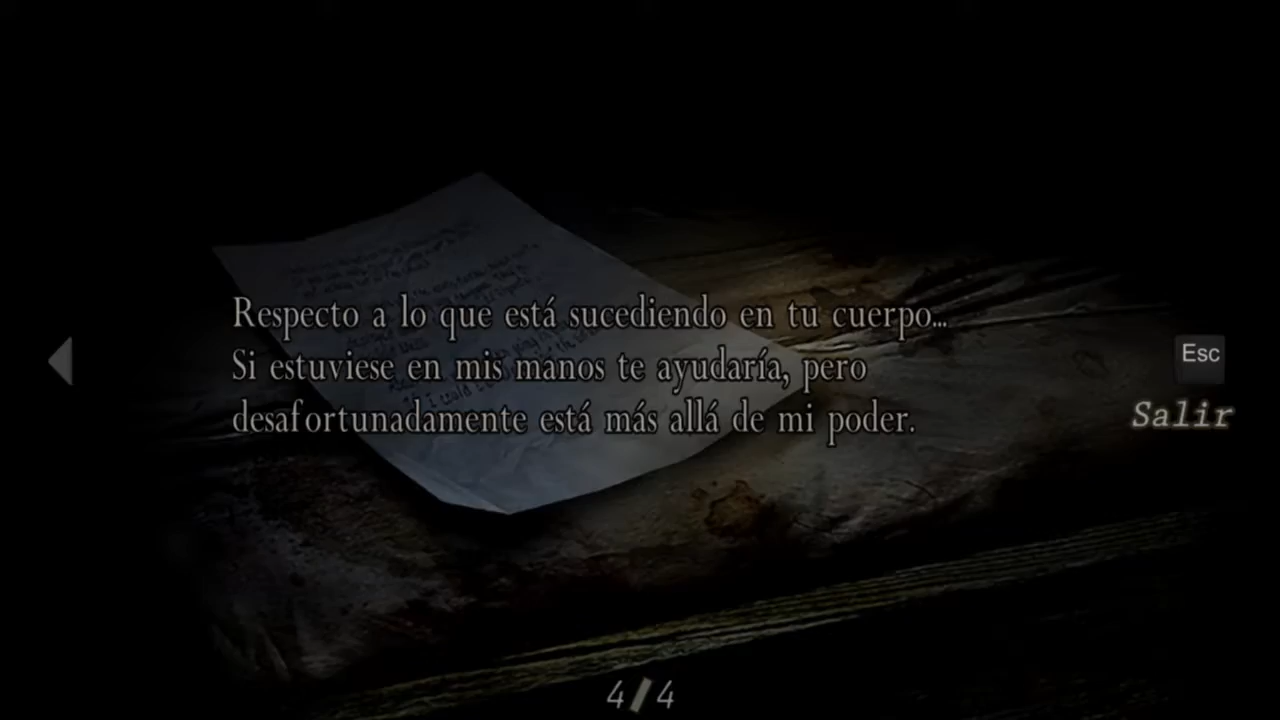 Respecto a lo que está sucediendo en tu cuerpo...
Si estuviese en mis manos te ayudaría, pero
desafortunadamente está más allá de mi poder.
Esc
Salir
4/4